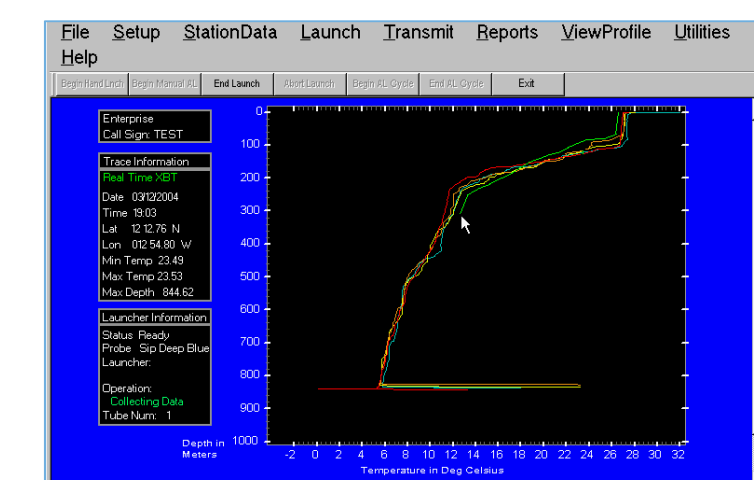 File Setup StationData Launch Transmit Reports ViewProfile Utilities
Help
Begin Hand Lnch Begin Manual AL End Launch Abort Launch Begin AL Cycle End AL Cycle Exit
Enterprise
Call Sign: TEST
Trace Information
Real Time XBT
Date 03/12/2004
Time 19:03
Lat 12 12.76 N
Lon 012 54.80 W
Min Temp 23.49
Max Temp 23.53
Max Depth 844.62
Launcher Information
Status Ready
Probe Sip Deep Blue
Launcher:
Operation:
Collecting Data
Tube Num: 1
0
100
200
300
400
500
600
700
800
900
1000
Depth in
Meters
-2 0 2 4 6 8 10 12 14 16 18 20 22 24 26 28 30 32
Temperature in Deg Celsius